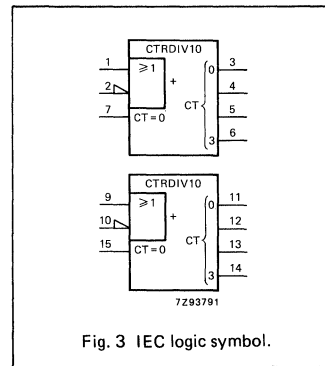 CTRDIV10
1 ≥1 + 0 3
2 4
7 CT=0 CT 5
3 6
CTRDIV10
9 ≥1 + 0 11
10 12
15 CT=0 CT 13
3 14
7Z93791
Fig. 3 IEC logic symbol.